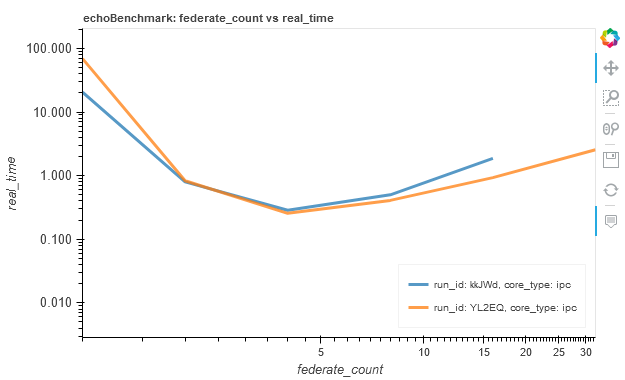 echoBenchmark: federate_count vs real_time
100.000
10.000
1.000
0.100
0.010
real_time
run_id: kkJWd, core_type: ipc
run_id: YL2EQ, core_type: ipc
5
10
15
20
25
30
federate_count